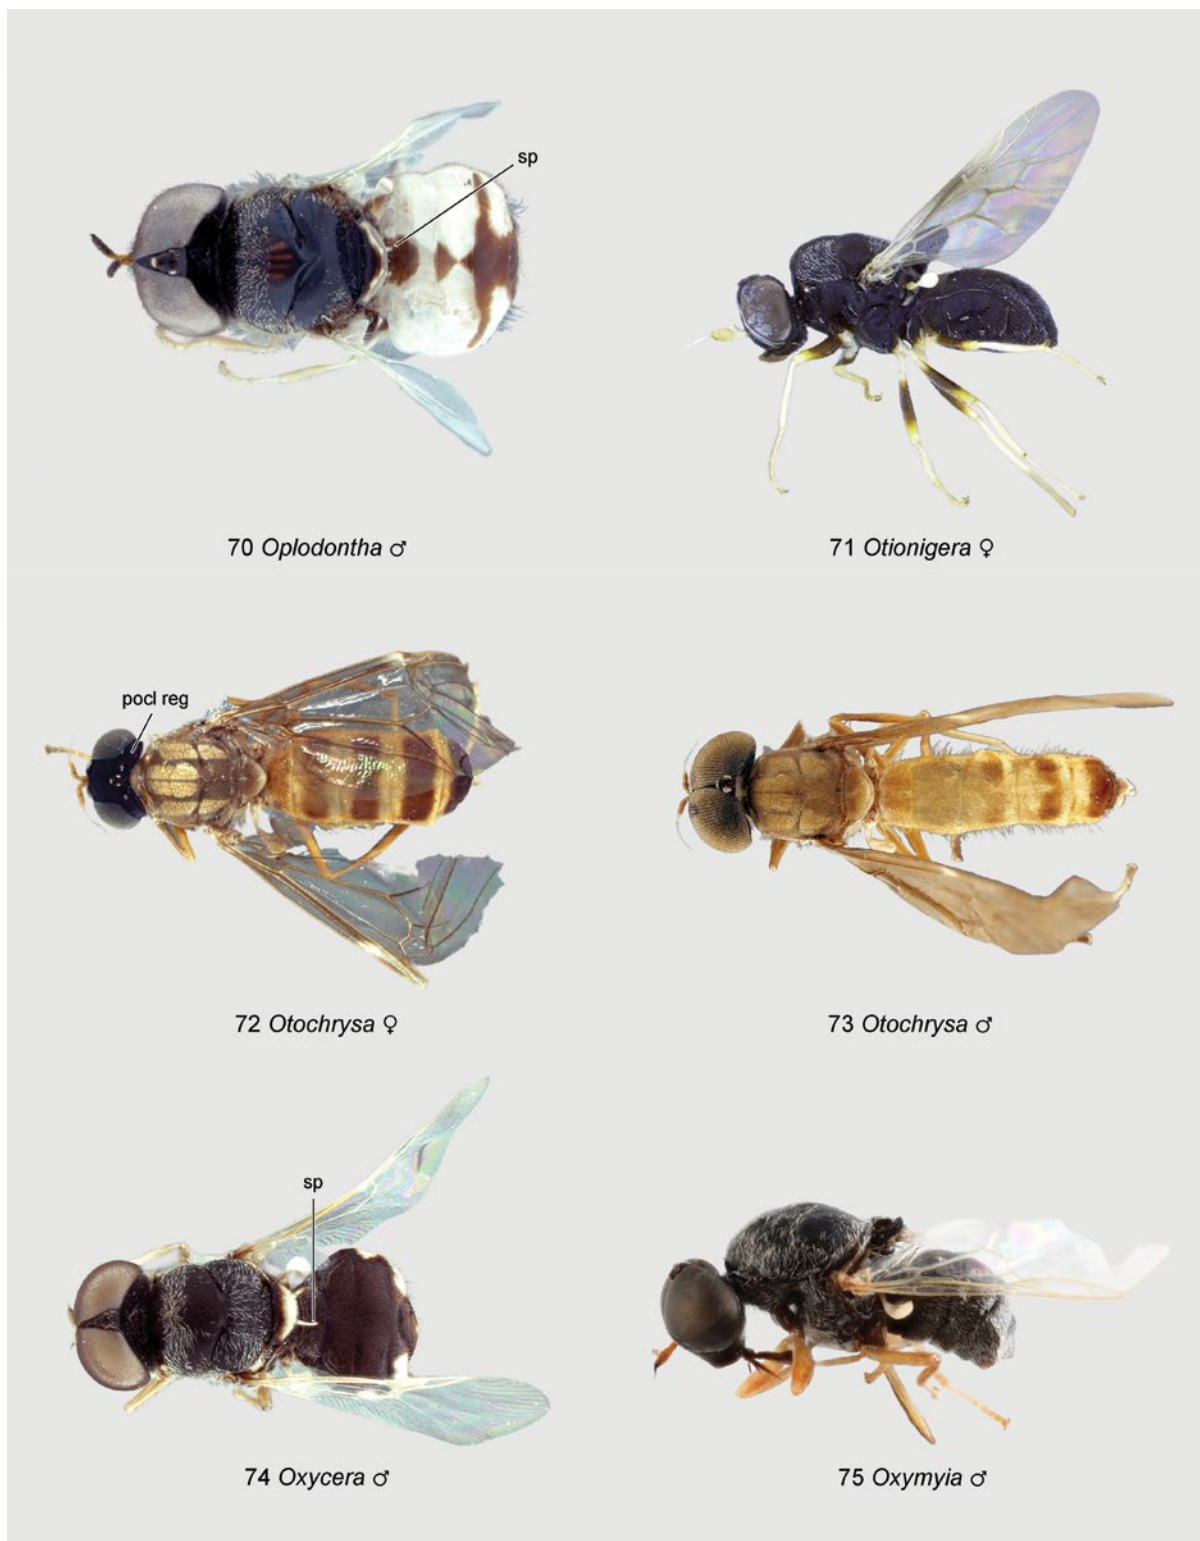 sp
70 Oplodontha ♂
71 Otionigera ♀
pocl reg
72 Otochrysa ♀
73 Otochrysa ♂
sp
74 Oxycera ♂
75 Oxymyia ♂